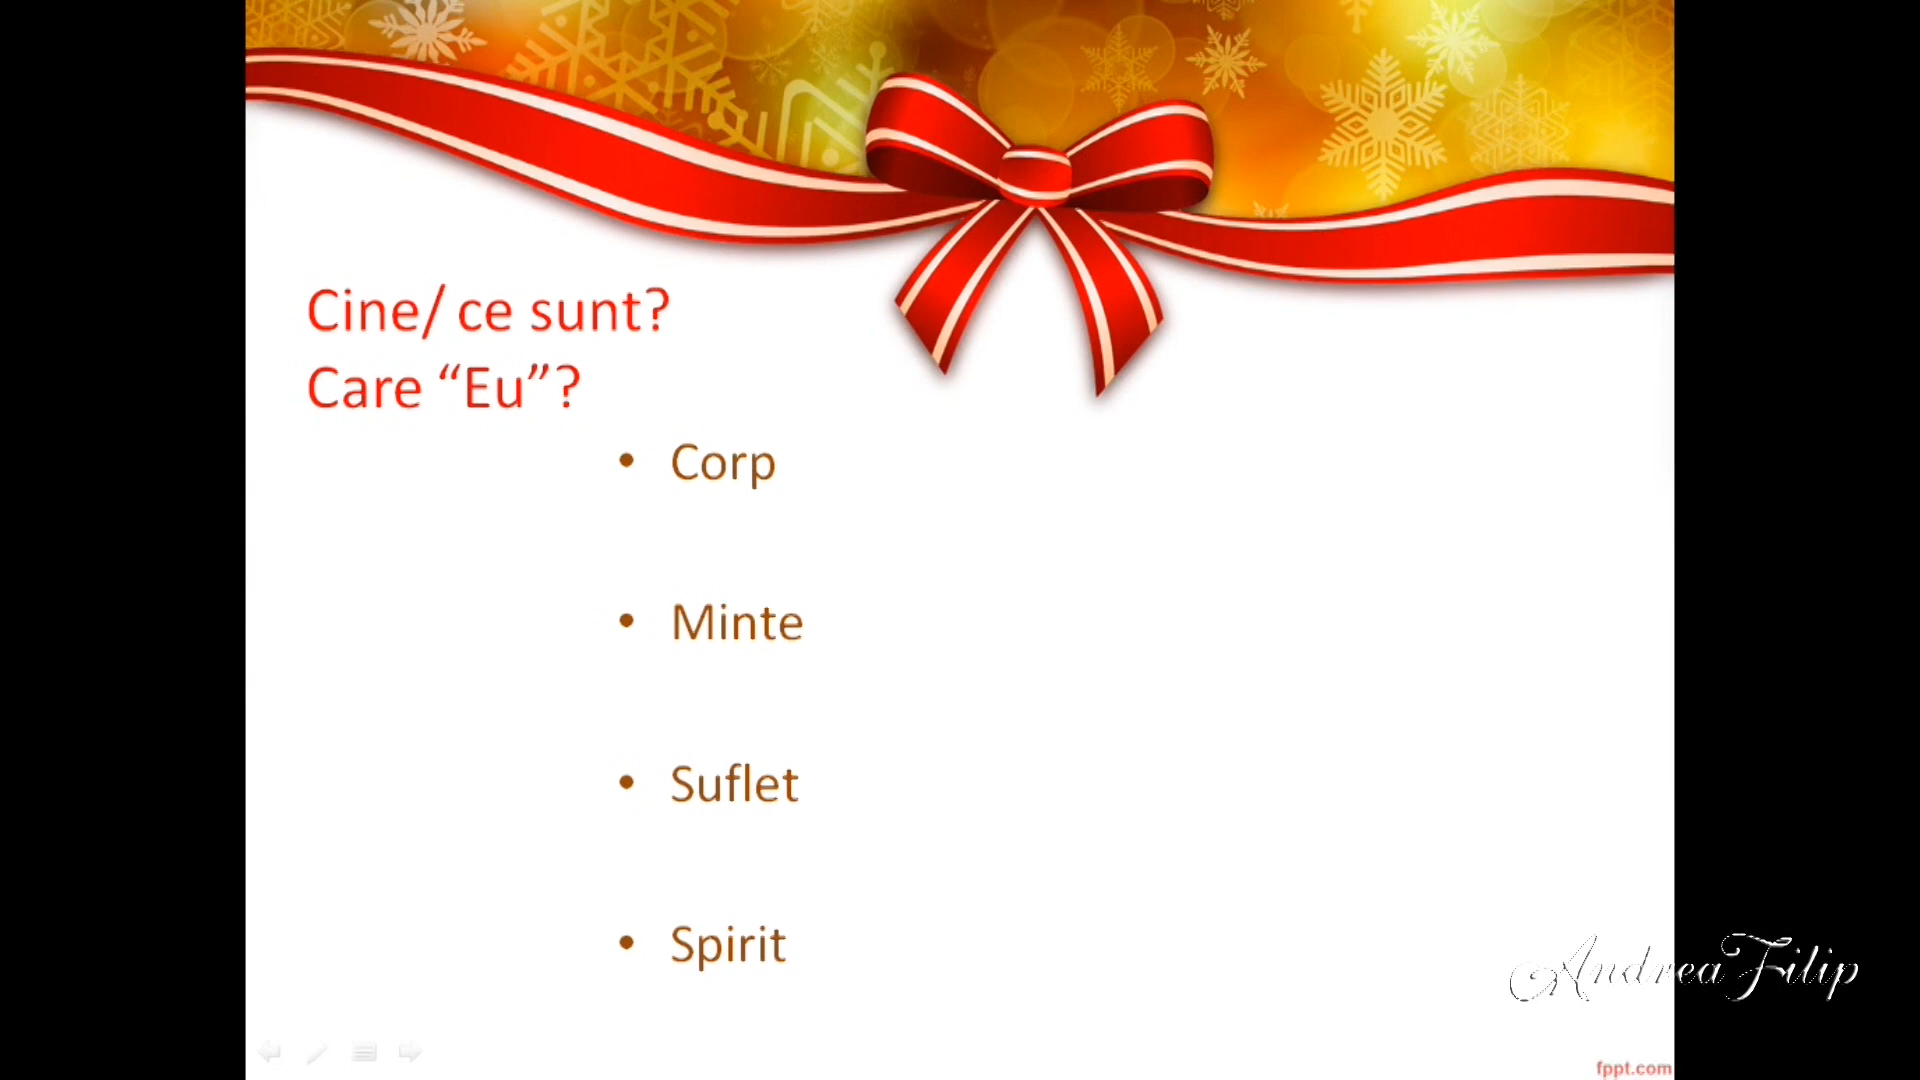 Cine/ ce sunt?
Care “Eu”?
• Corp
• Minte
• Suflet
• Spirit
Andrea Filip
fppt.com